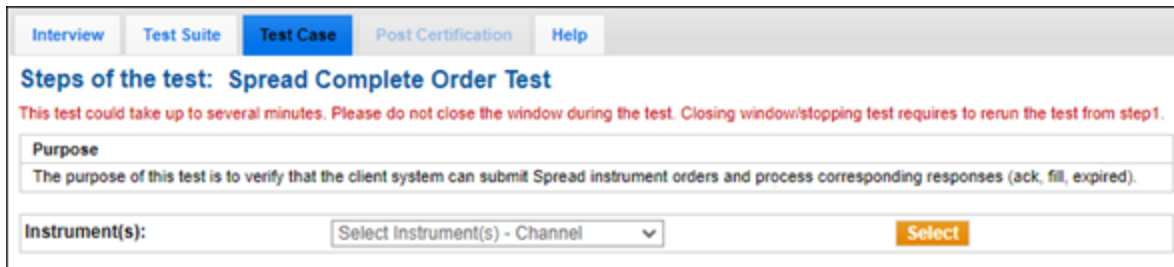 Interview Test Suite Test Case Post Certification Help
Steps of the test: Spread Complete Order Test
This test could take up to several minutes. Please do not close the window during the test. Closing window/stopping test requires to rerun the test from step1.
Purpose
The purpose of this test is to verify that the client system can submit Spread instrument orders and process corresponding responses (ack, fill, expired).
Instrument(s): Select Instrument(s) - Channel Select